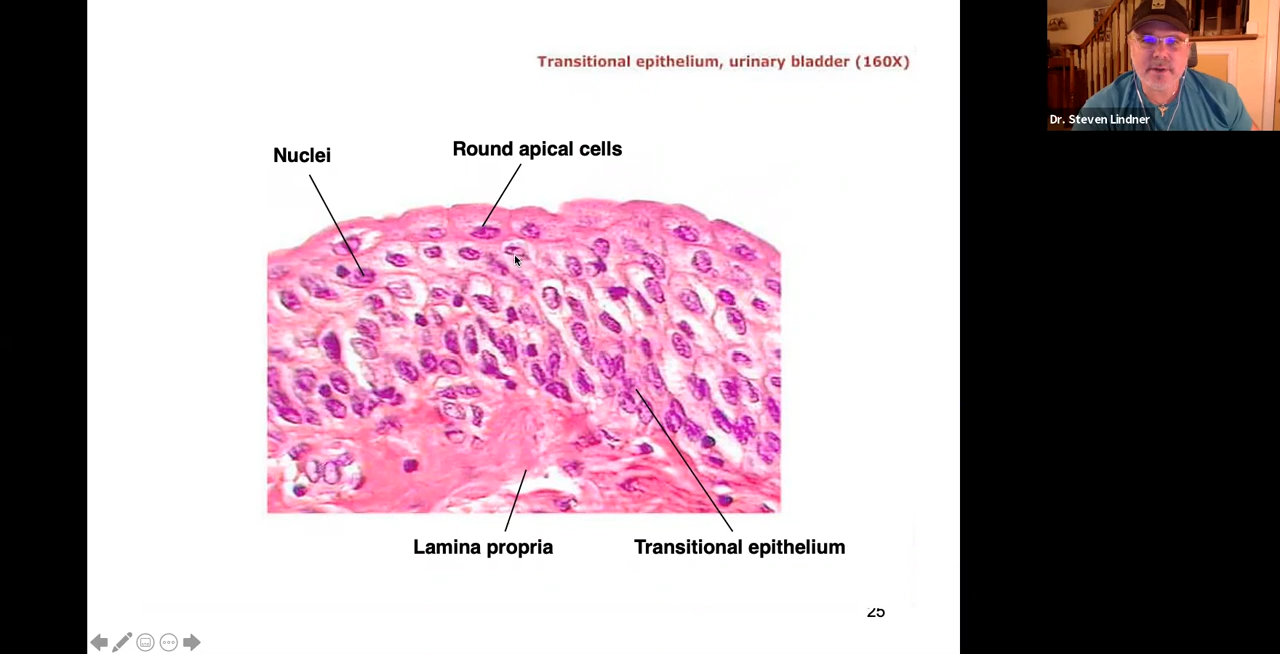 Transitional epithelium, urinary bladder (160X)
Nuclei
Round apical cells
Lamina propria
Transitional epithelium
25
Dr. Steven Lindner